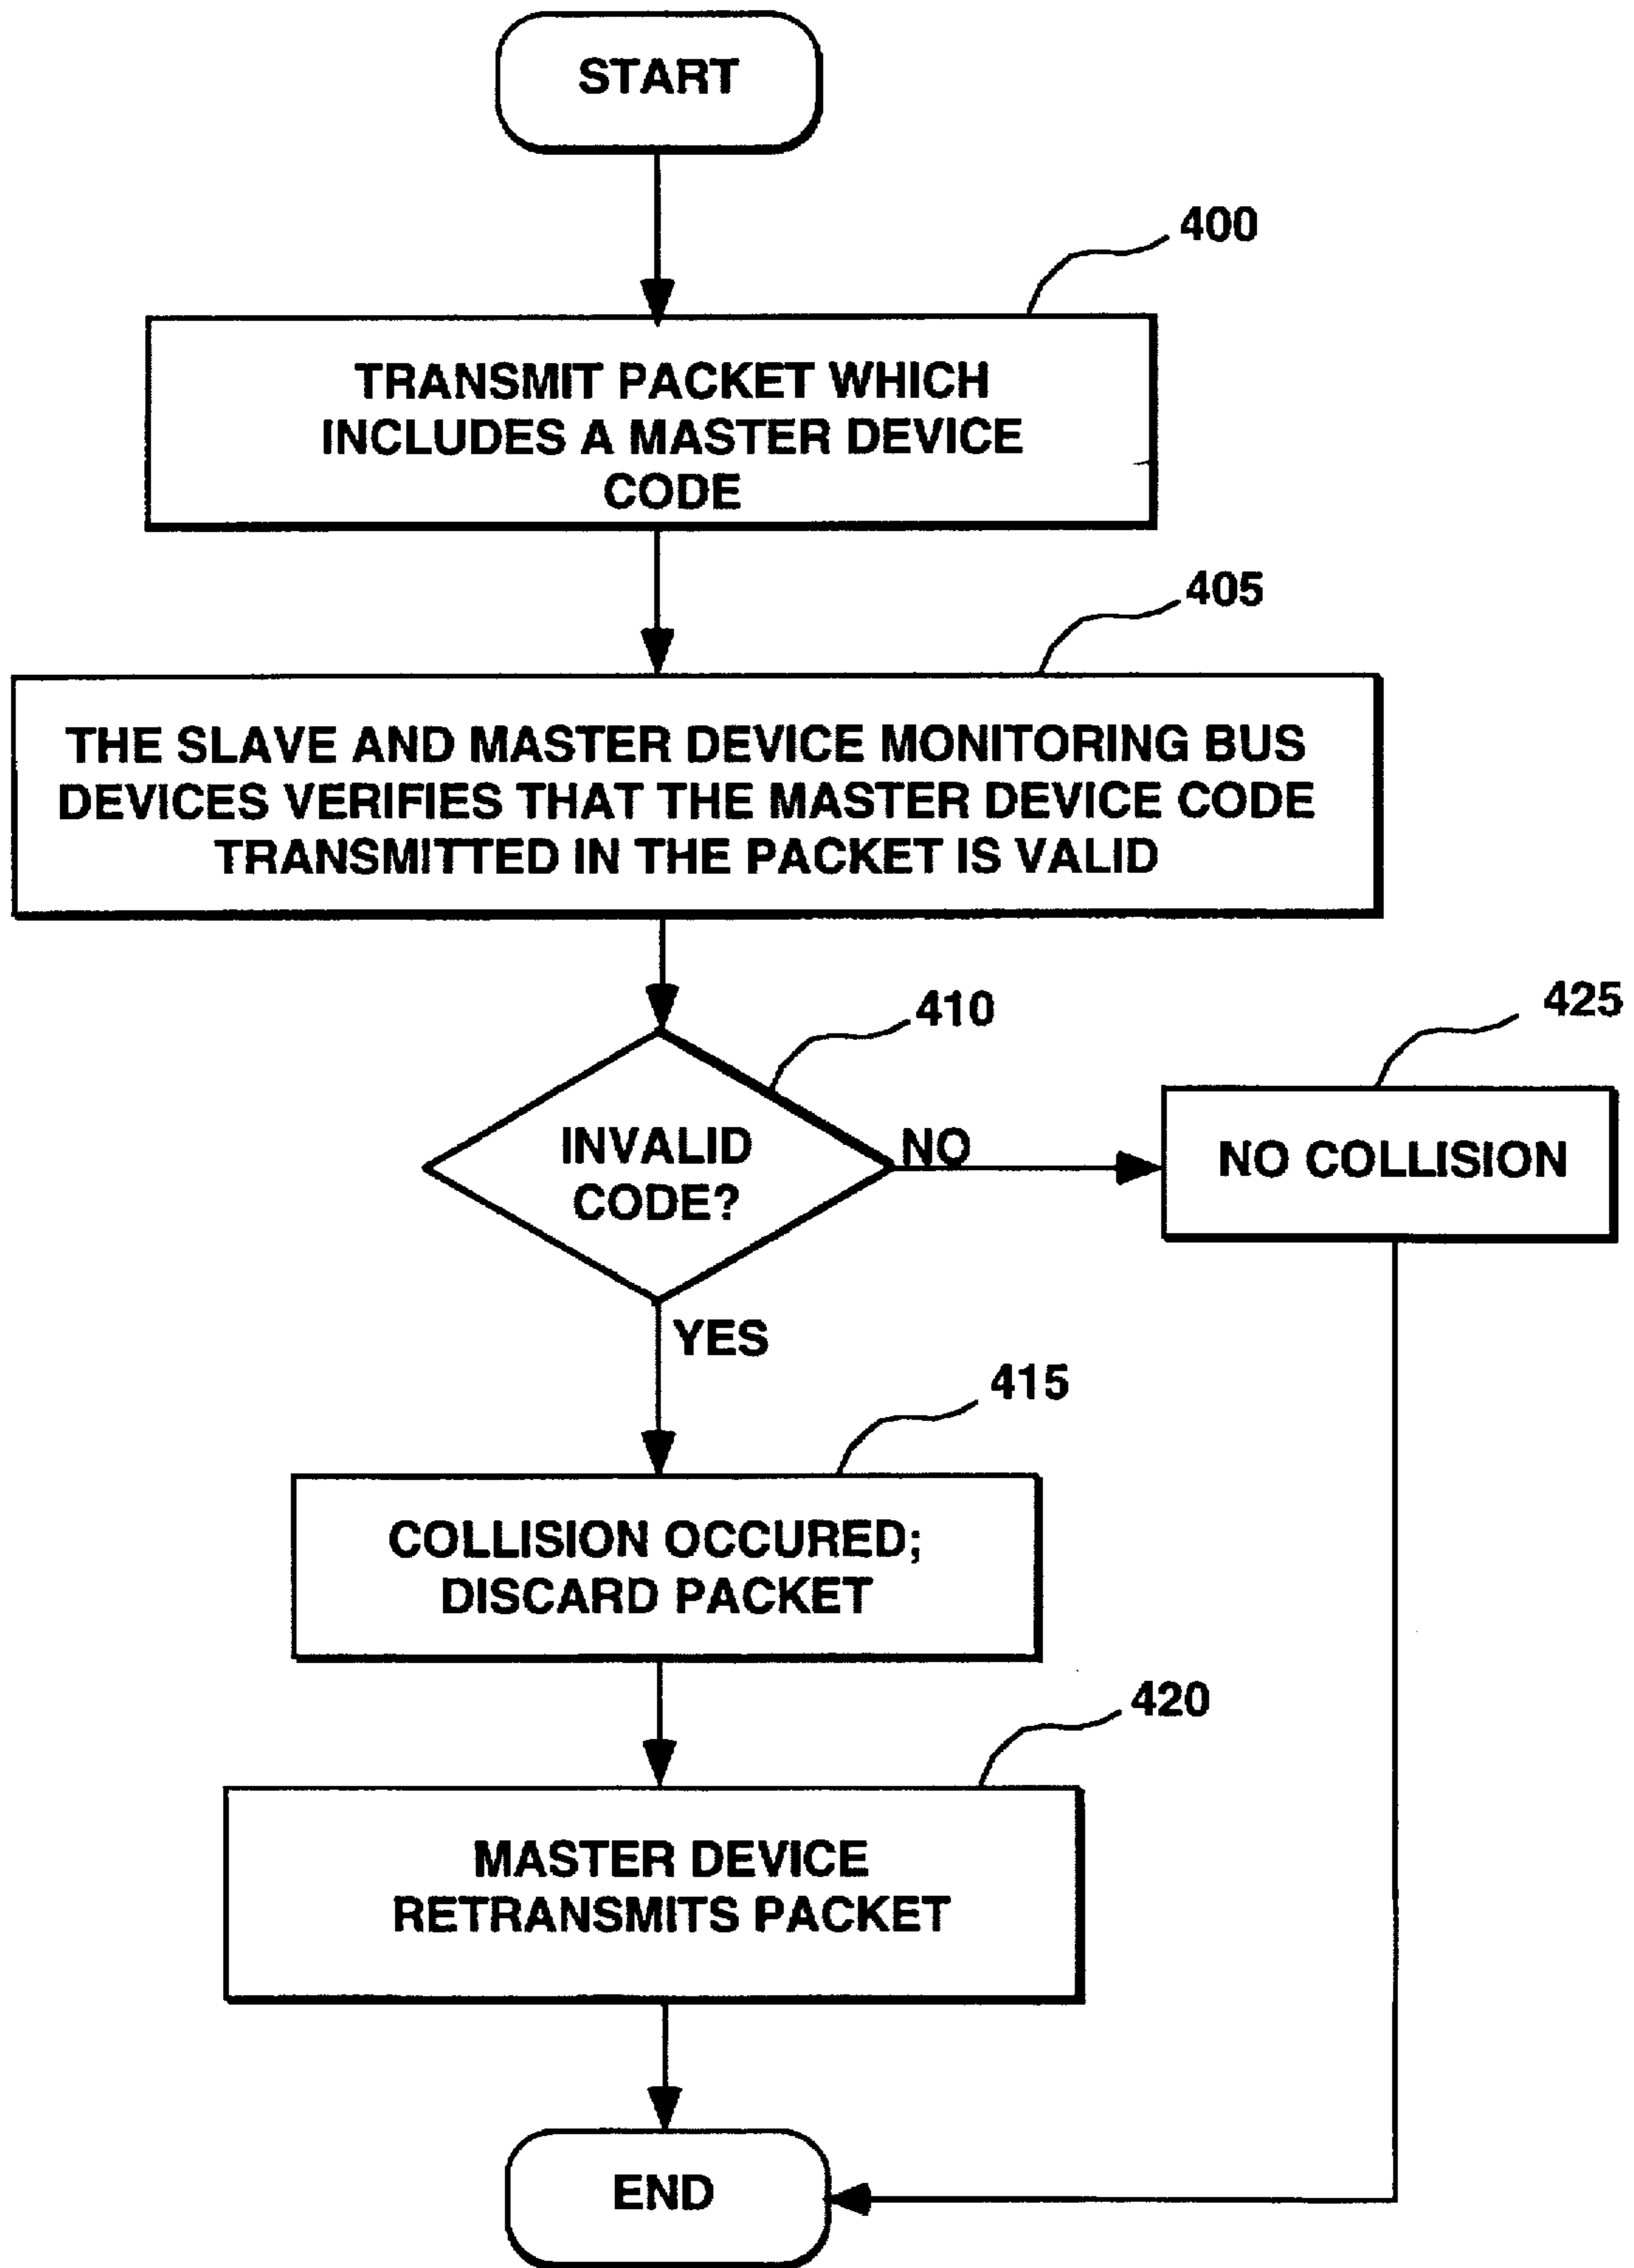 START
400
TRANSMIT PACKET WHICH
INCLUDES A MASTER DEVICE
CODE
405
THE SLAVE AND MASTER DEVICE MONITORING BUS
DEVICES VERIFIES THAT THE MASTER DEVICE CODE
TRANSMITTED IN THE PACKET IS VALID
410
425
INVALID
CODE?
NO
NO COLLISION
YES
415
COLLISION OCCURED;
DISCARD PACKET
420
MASTER DEVICE
RETRANSMITS PACKET
END